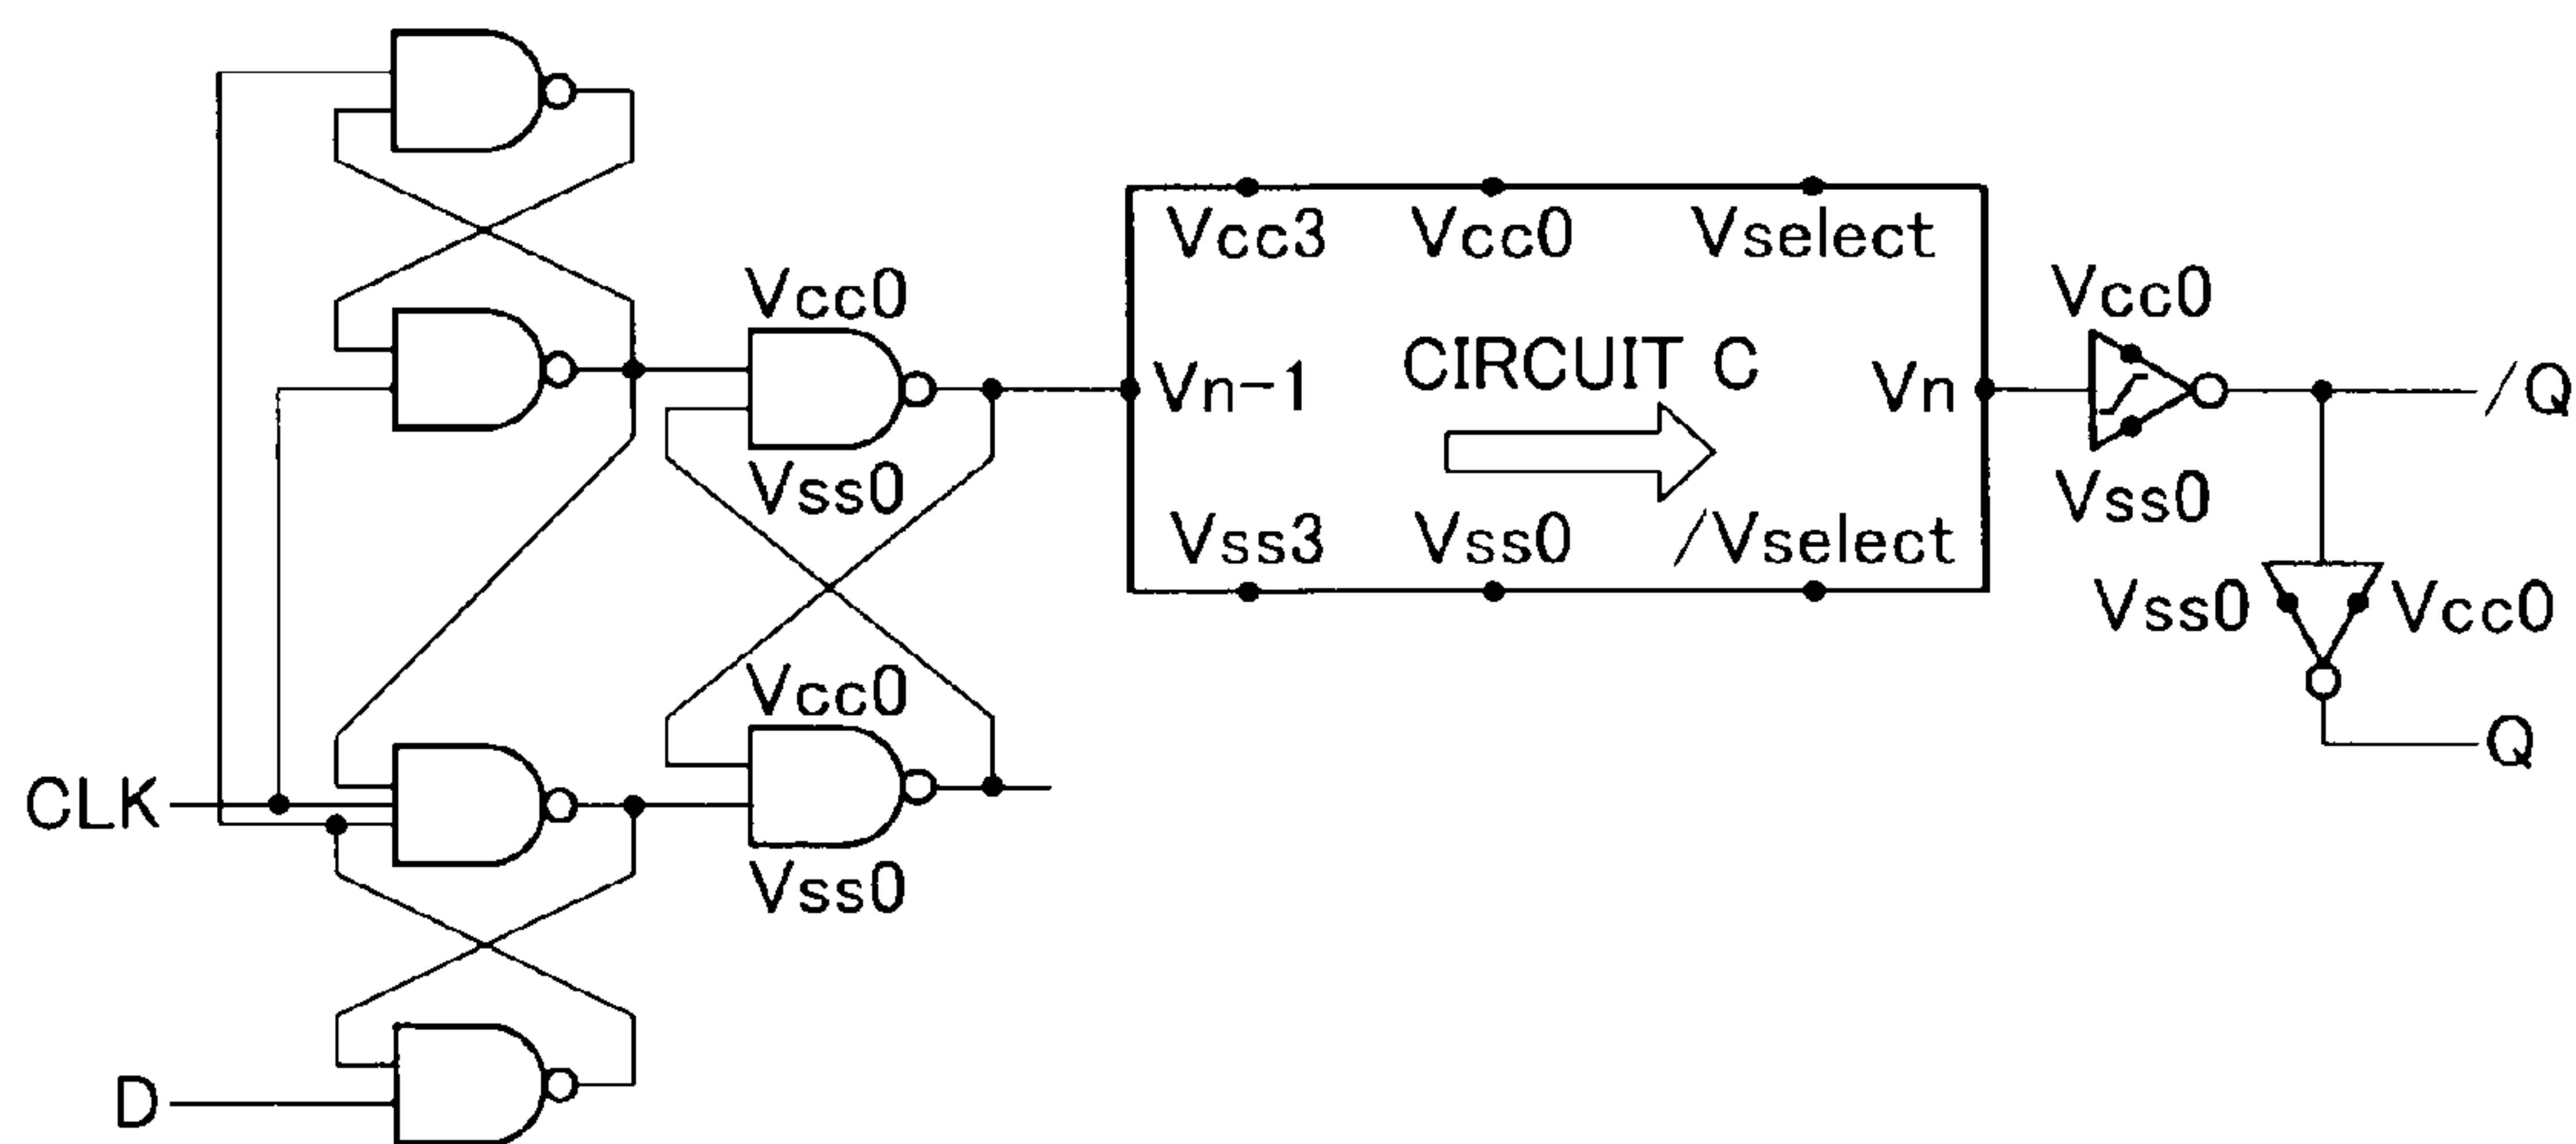 Vcc0
Vss0
Vcc3 Vcc0 Vselect
Vn-1 CIRCUIT C Vn
Vss3 Vss0 /Vselect
Vcc0
Vss0
/Q
Vss0 Vcc0
Q
Vcc0
Vss0
CLK
D